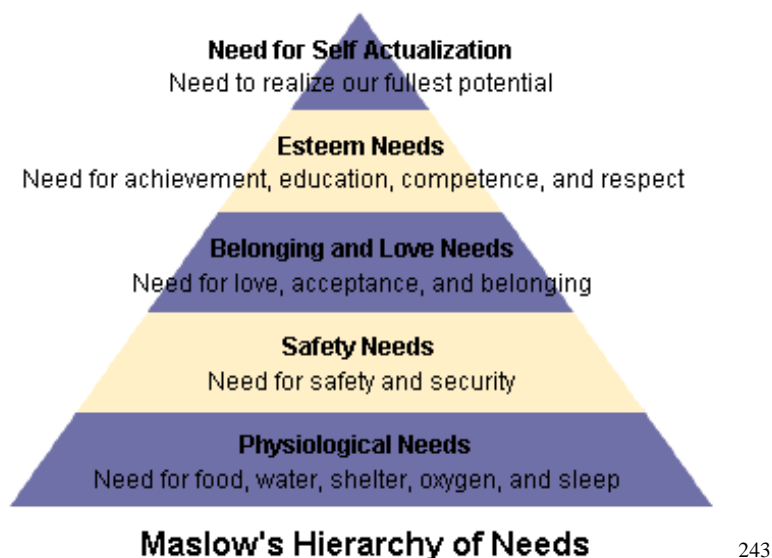 Need for Self Actualization
Need to realize our fullest potential
Esteem Needs
Need for achievement, education, competence, and respect
Belonging and Love Needs
Need for love, acceptance, and belonging
Safety Needs
Need for safety and security
Physiological Needs
Need for food, water, shelter, oxygen, and sleep
Maslow's Hierarchy of Needs
243